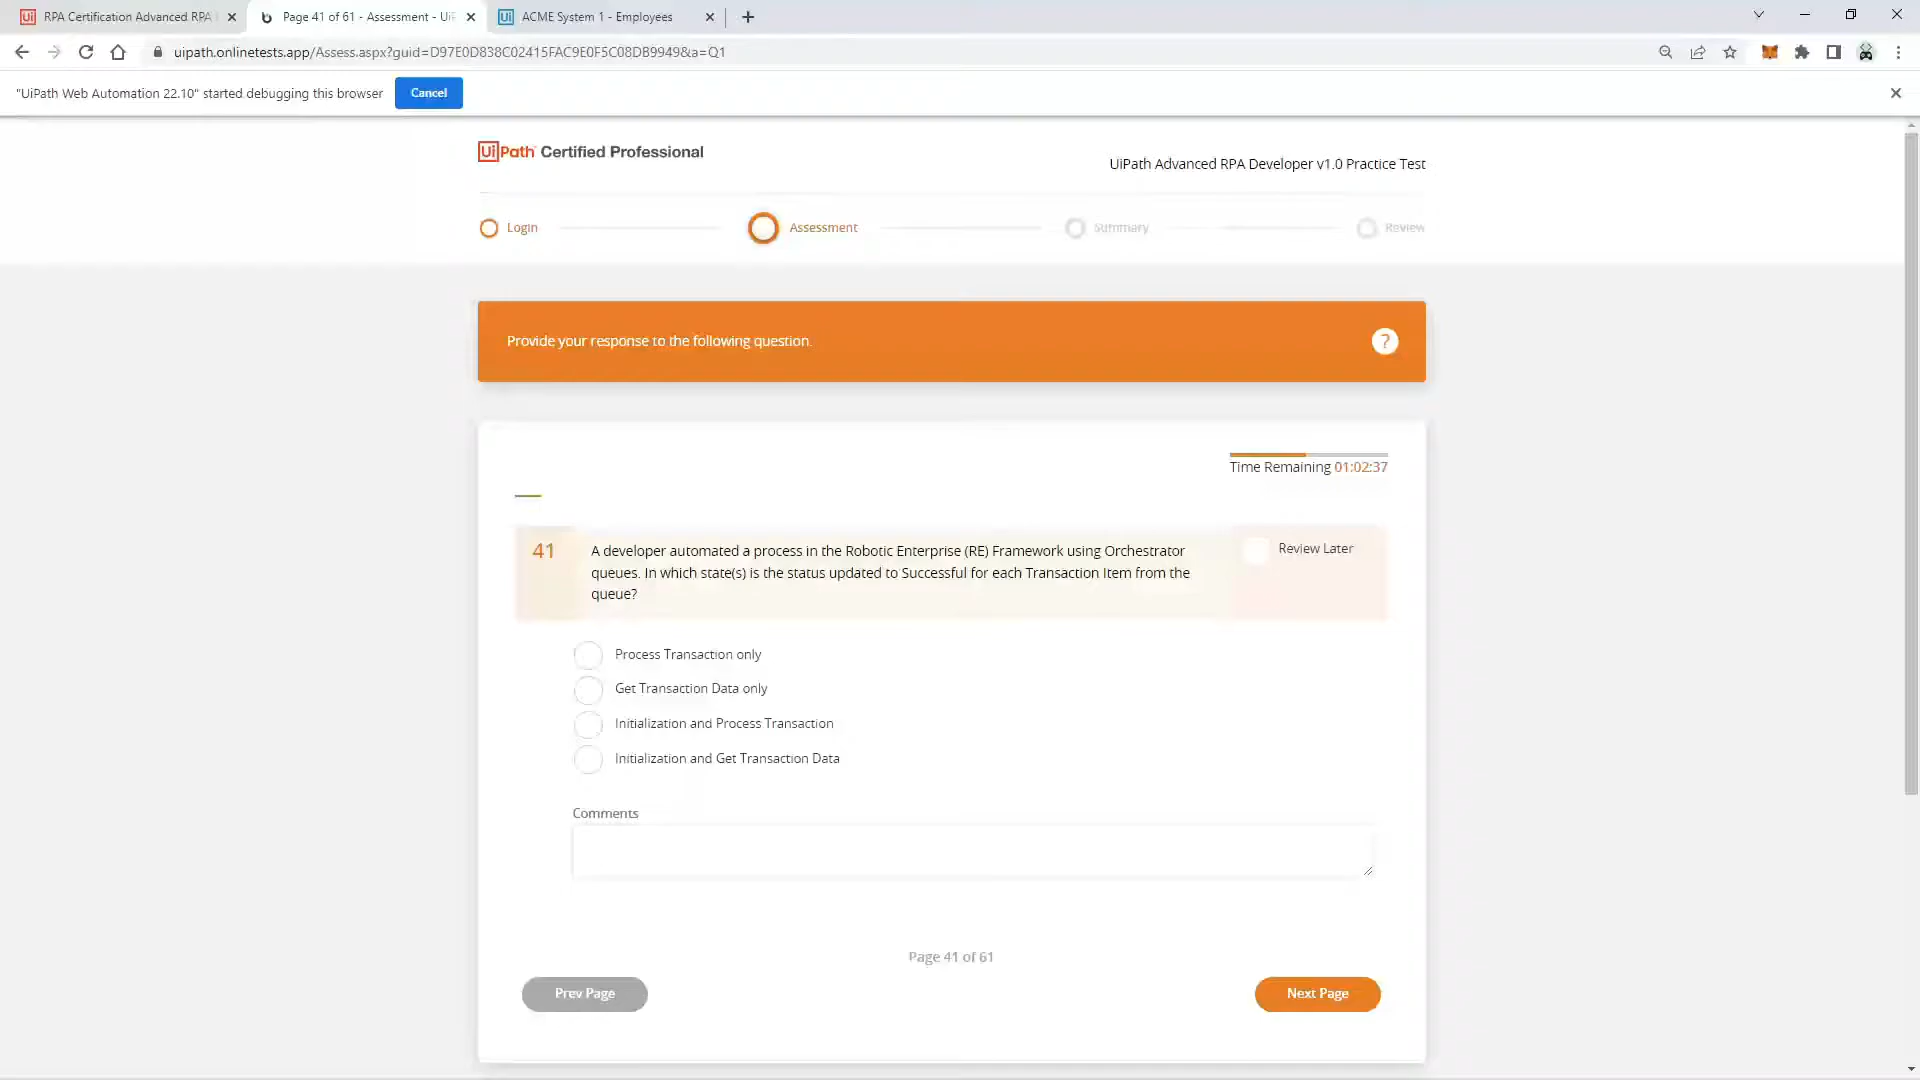 RPA Certification Advanced RPA
Page 41 of 61 - Assessment - Ui
ACME System 1 - Employees
uipath.onlinetests.app/Assess.aspx?guid=D97E0D838C02415FAC9E0F5C08DB9949&a=Q1
"UiPath Web Automation 22.10" started debugging this browser
Cancel
UiPath Certified Professional
UiPath Advanced RPA Developer v1.0 Practice Test
Login
Assessment
Summary
Review
Provide your response to the following question.
?
Time Remaining 01:02:37
41
A developer automated a process in the Robotic Enterprise (RE) Framework using Orchestrator
queues. In which state(s) is the status updated to Successful for each Transaction Item from the
queue?
Review Later
Process Transaction only
Get Transaction Data only
Initialization and Process Transaction
Initialization and Get Transaction Data
Comments
Page 41 of 61
Prev Page
Next Page